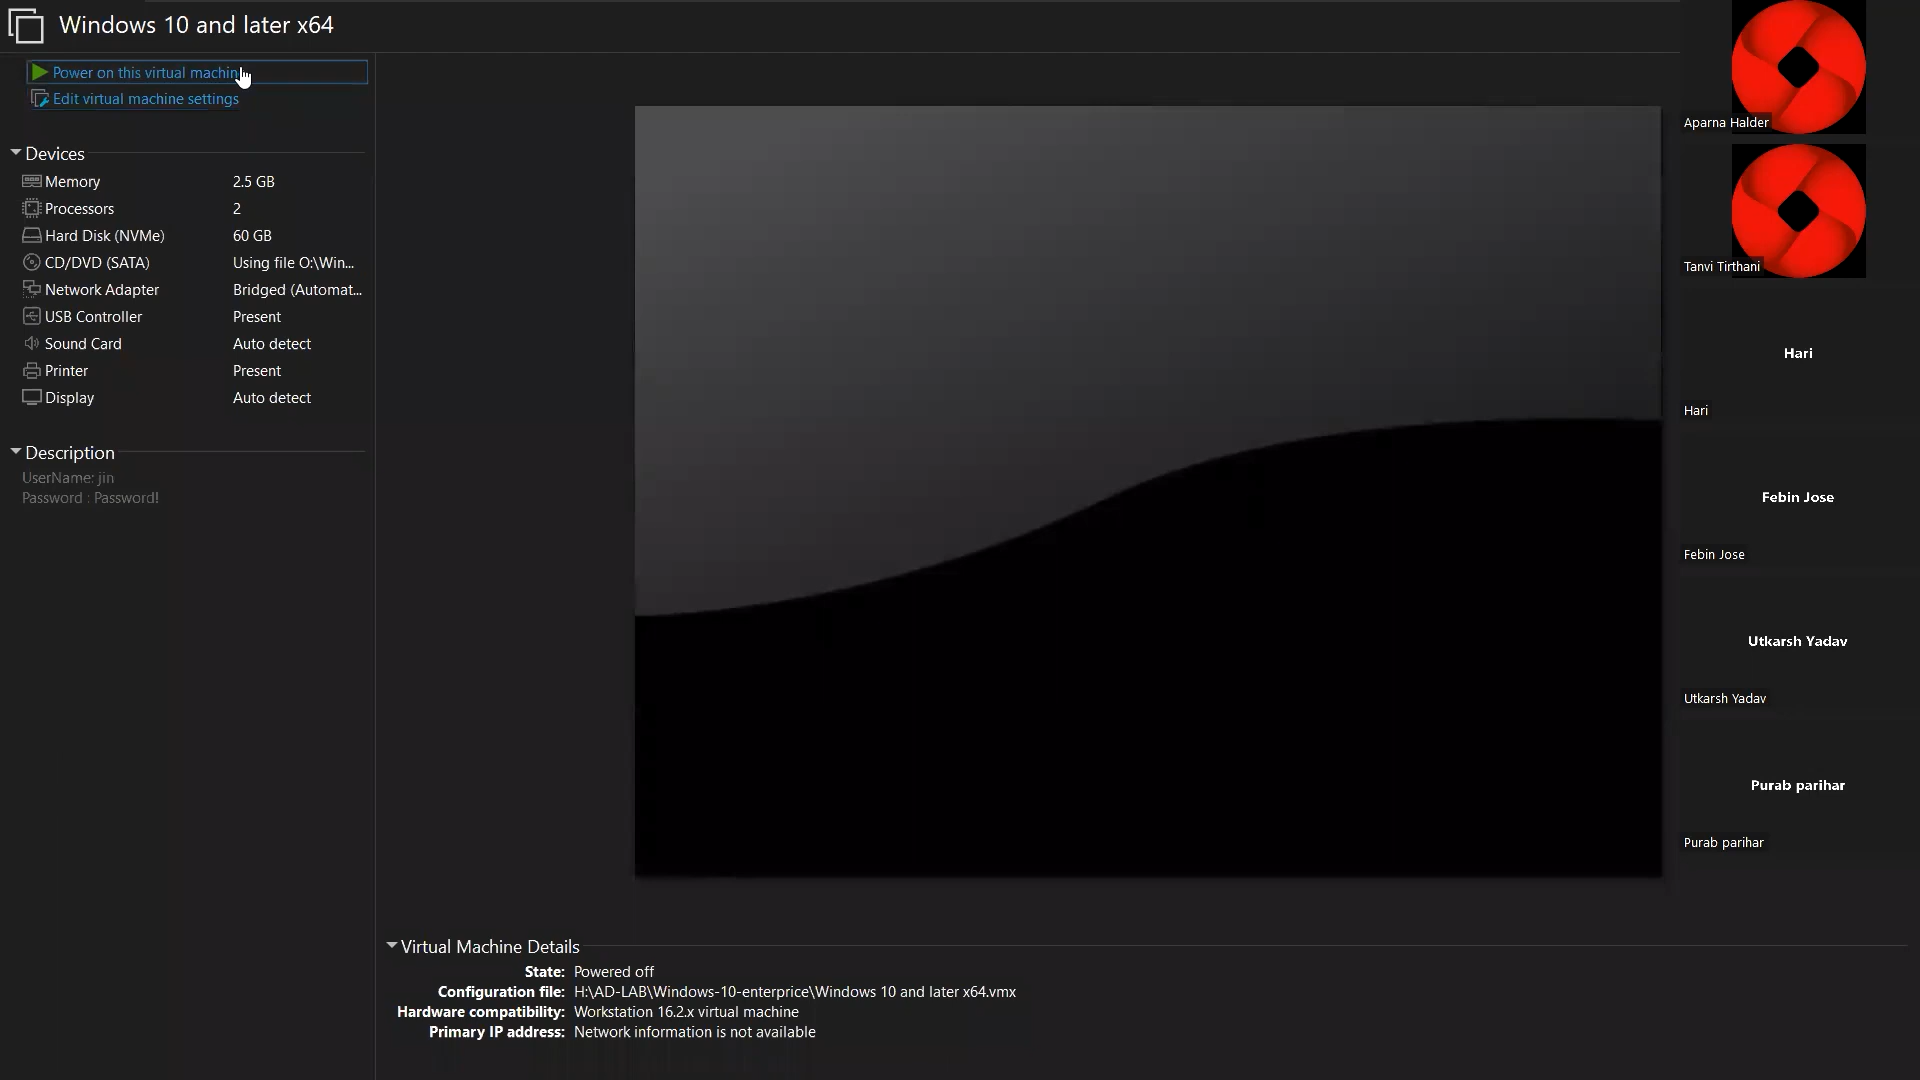 Windows 10 and later x64
Power on this virtual machin
Edit virtual machine settings
Devices
Memory 2.5 GB
Processors 2
Hard Disk (NVMe) 60 GB
CD/DVD (SATA) Using file O:\Win...
Network Adapter Bridged (Automat...
USB Controller Present
Sound Card Auto detect
Printer Present
Display Auto detect
Description
UserName: jin
Password : Password!
Virtual Machine Details
State: Powered off
Configuration file: H:\AD-LAB\Windows-10-enterprice\Windows 10 and later x64.vmx
Hardware compatibility: Workstation 16.2.x virtual machine
Primary IP address: Network information is not available
Aparna Halder
Tanvi Tirthani
Hari
Hari
Febin Jose
Febin Jose
Utkarsh Yadav
Utkarsh Yadav
Purab parihar
Purab parihar